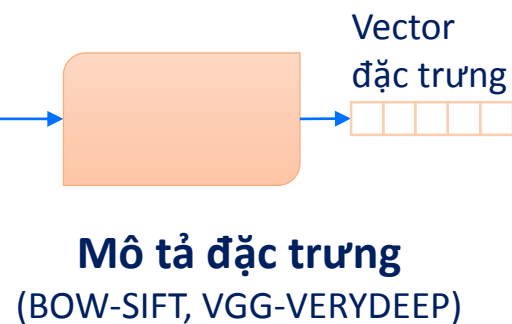 Vector
đặc trưng
Mô tả đặc trưng
(BOW-SIFT, VGG-VERYDEEP)